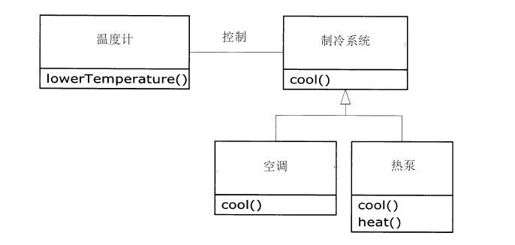 温度计
控制
制冷系统
lowerTemperature()
cool()
空调
热泵
cool()
cool()
heat()